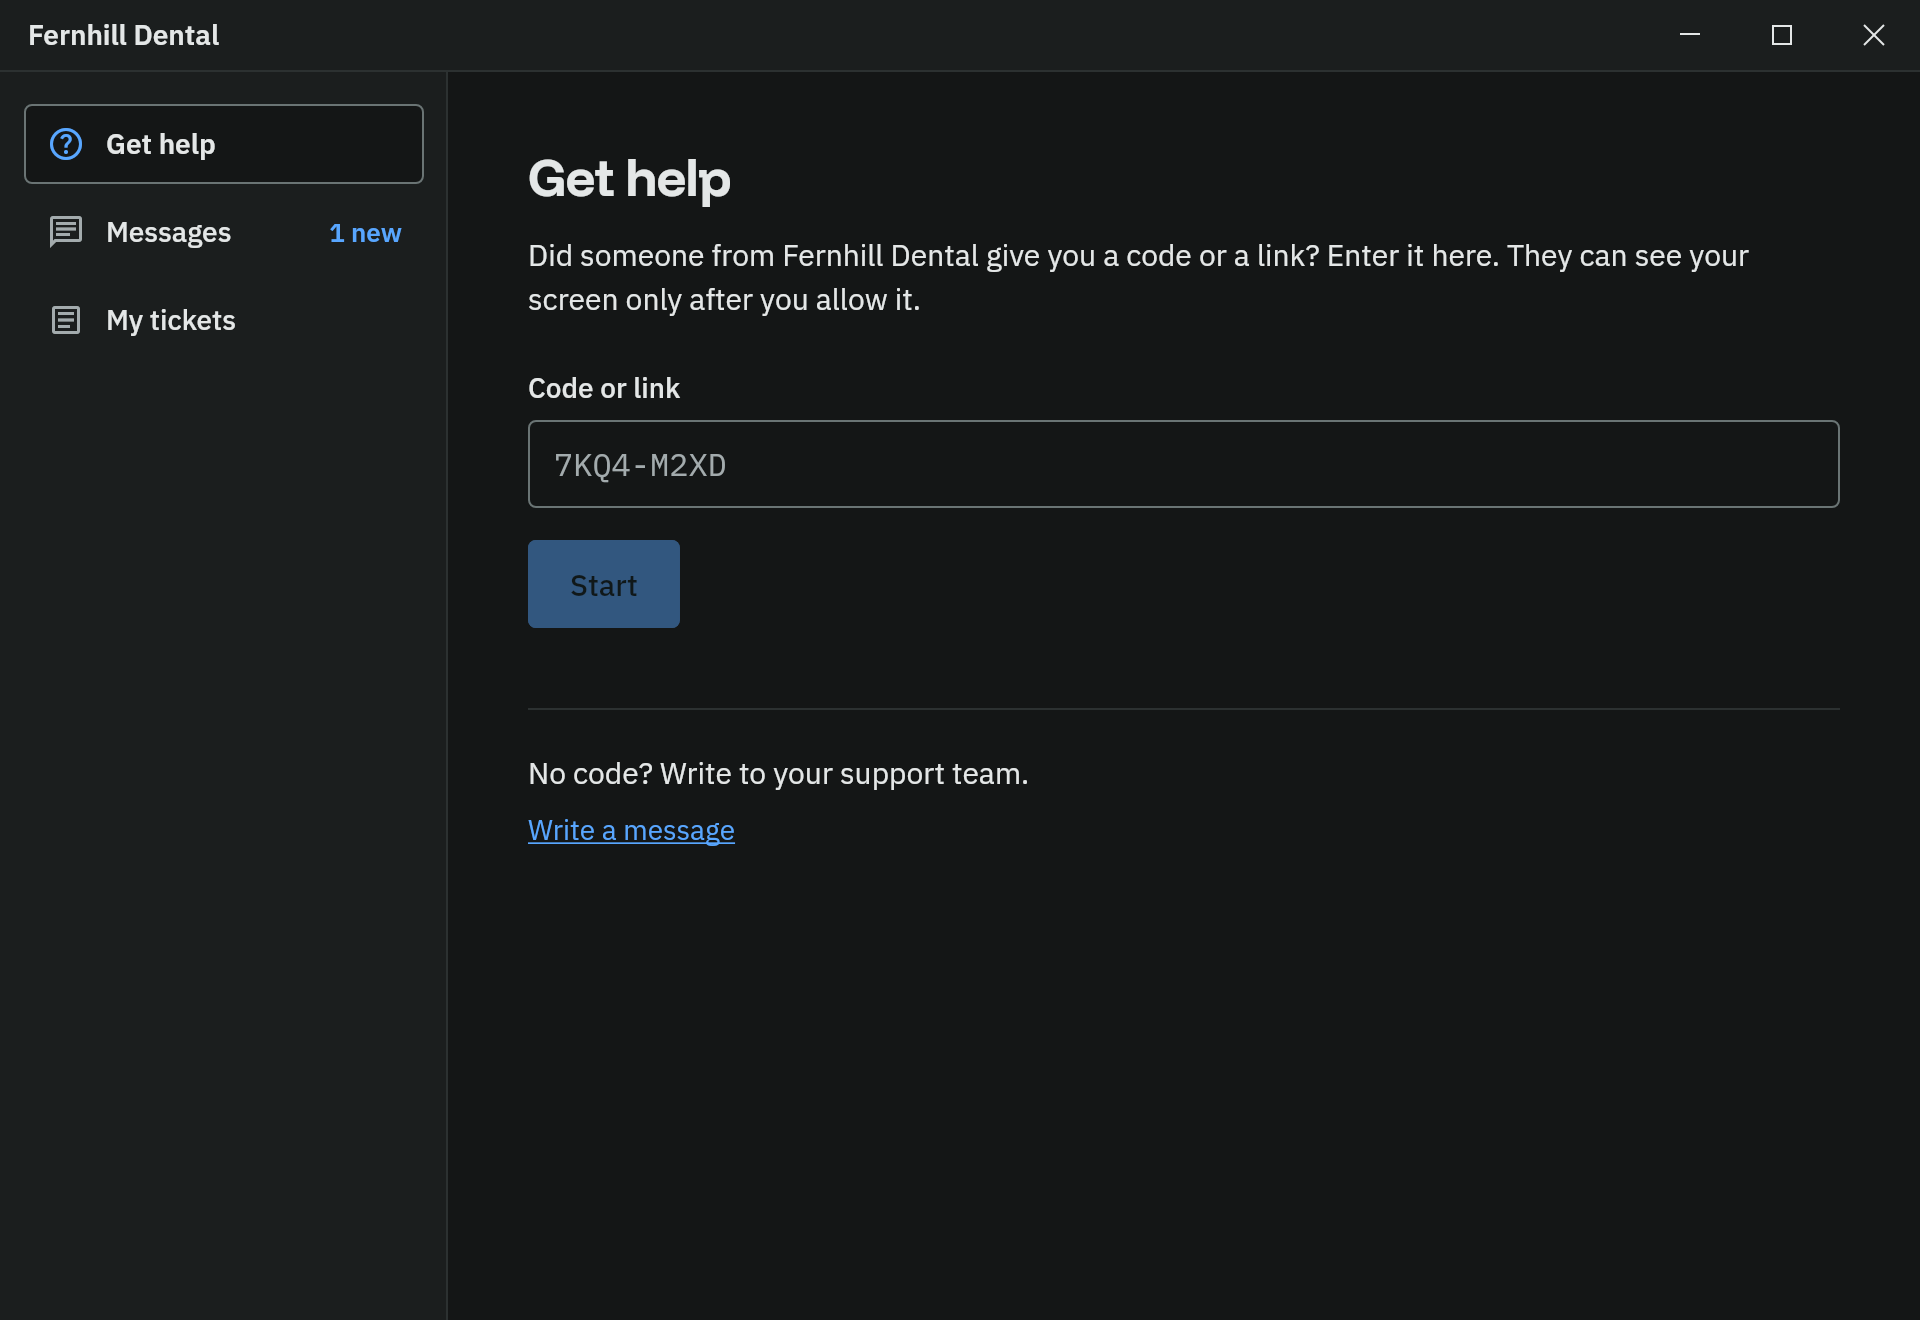 Fernhill Dental
Get help
Messages 1 new
My tickets
Get help
Did someone from Fernhill Dental give you a code or a link? Enter it here. They can see your
screen only after you allow it.
Code or link
7KQ4-M2XD
Start
No code? Write to your support team.
Write a message